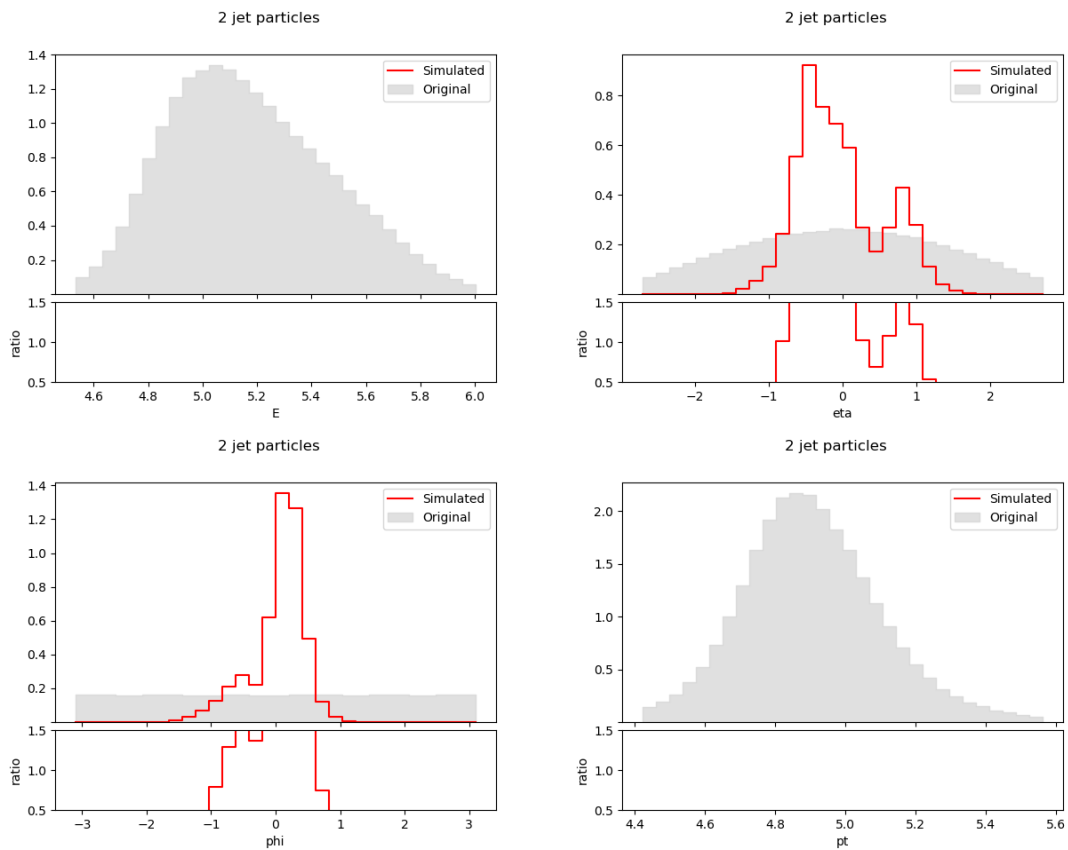 2 jet particles
1.4
1.2
1.0
0.8
0.6
0.4
0.2
Simulated
Original
1.5
1.0
0.5
ratio
4.6 4.8 5.0 5.2 5.4 5.6 5.8 6.0
E
2 jet particles
0.8
0.6
0.4
0.2
Simulated
Original
1.5
1.0
0.5
ratio
−2 −1 0 1 2
eta
2 jet particles
1.4
1.2
1.0
0.8
0.6
0.4
0.2
Simulated
Original
1.5
1.0
0.5
ratio
−3 −2 −1 0 1 2 3
phi
2 jet particles
2.0
1.5
1.0
0.5
Simulated
Original
1.5
1.0
0.5
ratio
4.4 4.6 4.8 5.0 5.2 5.4 5.6
pt